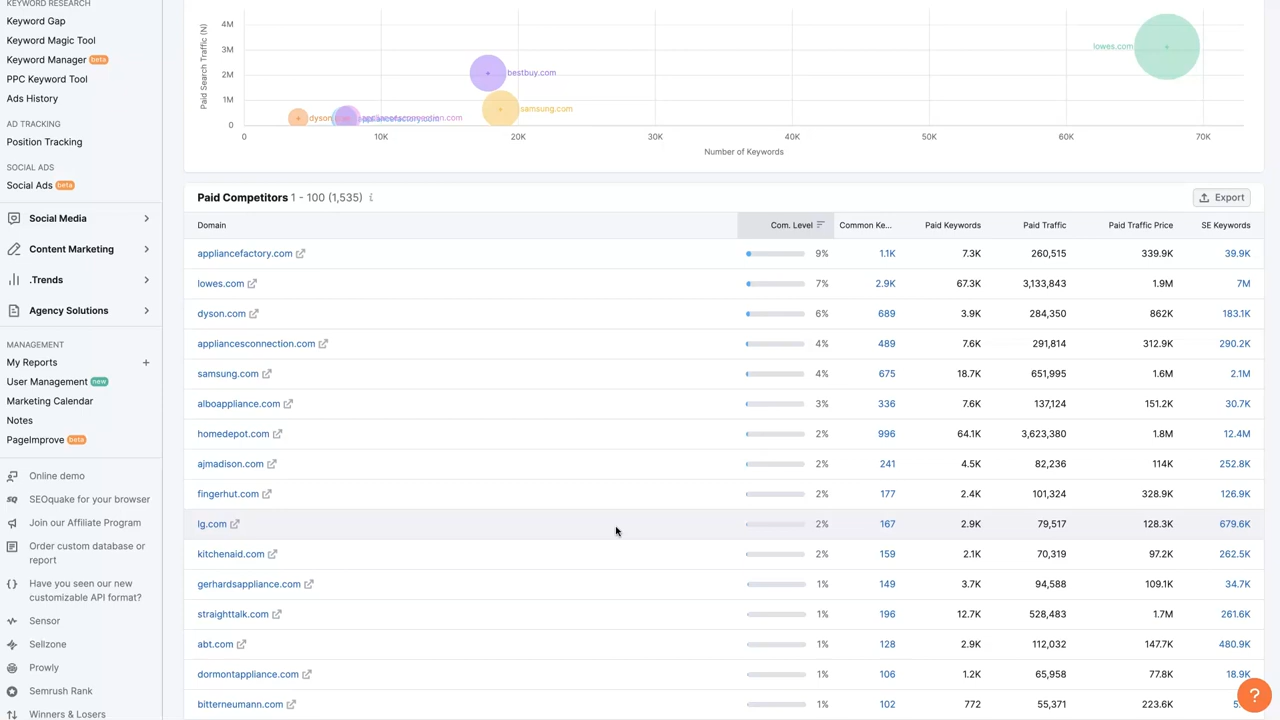 KEYWORD RESEARCH
Keyword Gap
Keyword Magic Tool
Keyword Manager beta
PPC Keyword Tool
Ads History
AD TRACKING
Position Tracking
SOCIAL ADS
Social Ads beta
Social Media
Content Marketing
.Trends
Agency Solutions
MANAGEMENT
My Reports +
User Management new
Marketing Calendar
Notes
PageImprove beta
Online demo
SEOquake for your browser
Join our Affiliate Program
Order custom database or
report
Have you seen our new
customizable API format?
Sensor
Sellzone
Prowly
Semrush Rank
Winners & Losers
Paid Search Traffic (N)
4M
3M
2M
1M
0
lowes.com
bestbuy.com
samsung.com
0 10K 20K 30K 40K 50K 60K 70K
Number of Keywords
Paid Competitors 1 - 100 (1,535) i
Export
Domain Com. Level Common Ke... Paid Keywords Paid Traffic Paid Traffic Price SE Keywords
appliancefactory.com 9% 1.1K 7.3K 260,515 339.9K 39.9K
lowes.com 7% 2.9K 67.3K 3,133,843 1.9M 7M
dyson.com 6% 689 3.9K 284,350 862K 183.1K
appliancesconnection.com 4% 489 7.6K 291,814 312.9K 290.2K
samsung.com 4% 675 18.7K 651,995 1.6M 2.1M
alboappliance.com 3% 336 7.6K 137,124 151.2K 30.7K
homedepot.com 2% 996 64.1K 3,623,380 1.8M 12.4M
ajmadison.com 2% 241 4.5K 82,236 114K 252.8K
fingerhut.com 2% 177 2.4K 101,324 328.9K 126.9K
lg.com 2% 167 2.9K 79,517 128.3K 679.6K
kitchenaid.com 2% 159 2.1K 70,319 97.2K 262.5K
gerhardsappliance.com 1% 149 3.7K 94,588 109.1K 34.7K
straighttalk.com 1% 196 12.7K 528,483 1.7M 261.6K
abt.com 1% 128 2.9K 112,032 147.7K 480.9K
dormontappliance.com 1% 106 1.2K 65,958 77.8K 18.9K
bitterneumann.com 1% 102 772 55,371 223.6K
?